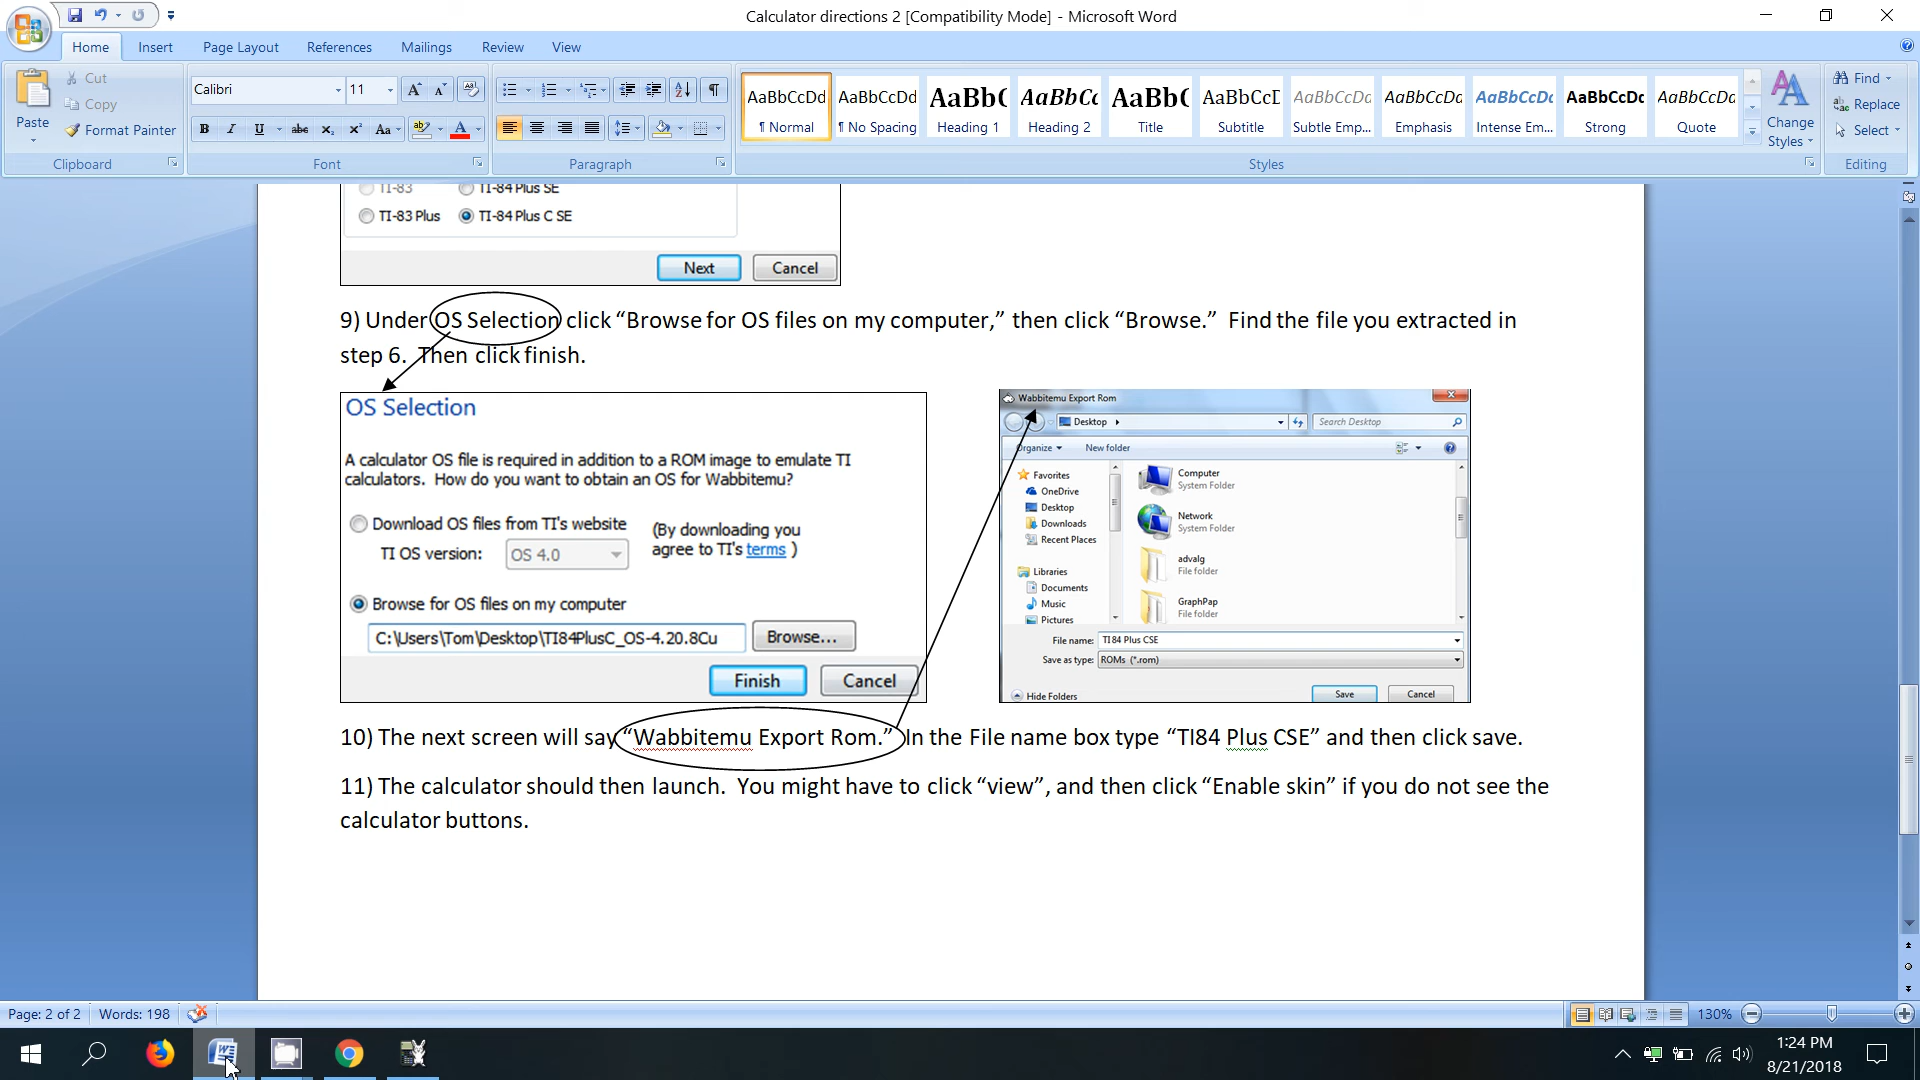 Calculator directions 2 [Compatibility Mode] - Microsoft Word
Home Insert Page Layout References Mailings Review View
Paste
Cut
Copy
Format Painter
Clipboard
Calibri 11
B I U abc x₂ x² Aa A
Font
Paragraph
AaBbCcDd AaBbCcDd AaBb( AaBbCc AaBb( AaBbCcE AaBbCcDd AaBbCcDd AaBbCcDd AaBbCcDd AaBbCcDd
¶ Normal ¶ No Spacing Heading 1 Heading 2 Title Subtitle Subtle Emp... Emphasis Intense Em... Strong Quote
Change
Styles
Styles
Find
Replace
Select
Editing
TI-83 TI-84 Plus SE
TI-83 Plus TI-84 Plus C SE
Next Cancel
9) Under OS Selection click “Browse for OS files on my computer,” then click “Browse.” Find the file you extracted in
step 6. Then click finish.
OS Selection
A calculator OS file is required in addition to a ROM image to emulate TI
calculators. How do you want to obtain an OS for Wabbitemu?
Download OS files from TI's website
TI OS version: OS 4.0
(By downloading you
agree to TI's terms )
Browse for OS files on my computer
C:\Users\Tom\Desktop\TI84PlusC_OS-4.20.8Cu Browse...
Finish Cancel
Wabbitemu Export Rom
Desktop Search Desktop
Organize New folder
Favorites
OneDrive
Desktop
Downloads
Recent Places
Libraries
Documents
Music
Pictures
Computer
System Folder
Network
System Folder
advalg
File folder
GraphPap
File folder
File name: TI84 Plus CSE
Save as type: ROMs (*.rom)
Hide Folders Save Cancel
10) The next screen will say “Wabbitemu Export Rom.” In the File name box type “TI84 Plus CSE” and then click save.
11) The calculator should then launch. You might have to click “view”, and then click “Enable skin” if you do not see the
calculator buttons.
Page: 2 of 2 Words: 198 130%
1:24 PM
8/21/2018